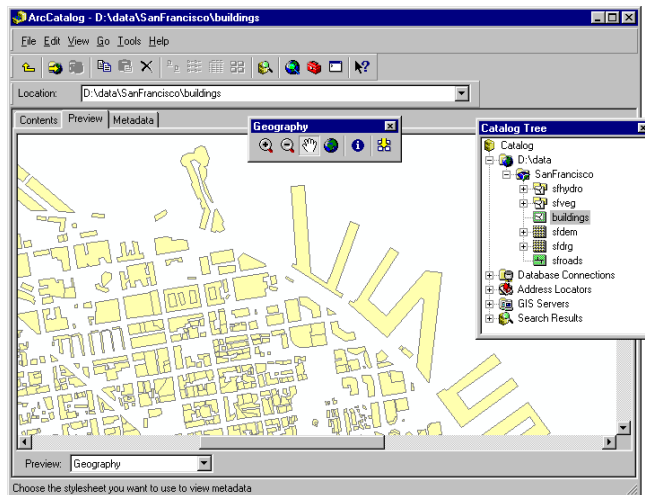 ArcCatalog - D:\data\SanFrancisco\buildings
File Edit View Go Tools Help
Location: D:\data\SanFrancisco\buildings
Contents Preview Metadata
Geography
Catalog Tree
Catalog
D:\data
SanFrancisco
sfhydro
sfveg
buildings
sfdem
sfdrg
sfroads
Database Connections
Address Locators
GIS Servers
Search Results
Preview: Geography
Choose the stylesheet you want to use to view metadata